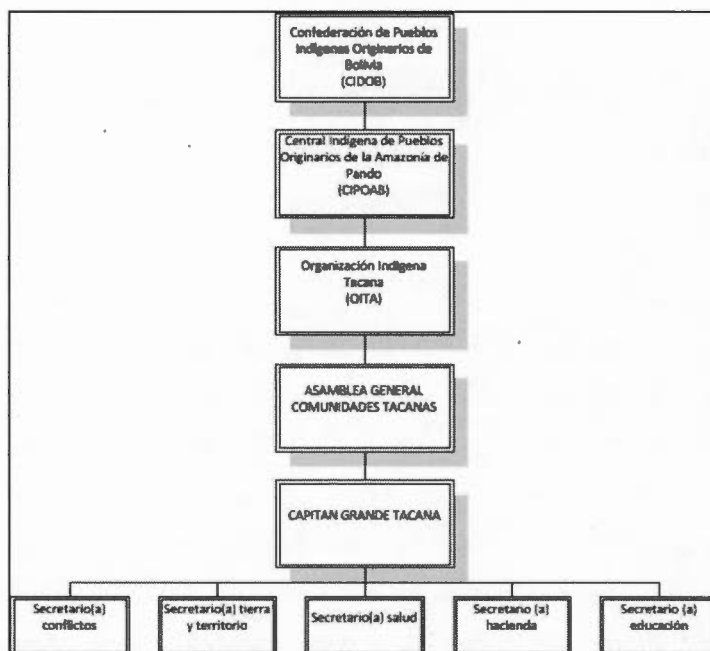 Confederación de Pueblos
Indígenas Originarios de
Bolivia
(CIDOB)
Central Indígena de Pueblos
Originarios de la Amazonía de
Pando
(CIPOAB)
Organización Indígena
Tacana
(OITA)
ASAMBLEA GENERAL
COMUNIDADES TACANAS
CAPITAN GRANDE TACANA
Secretario(a)
conflictos
Secretario(a) tierra
y territorio
Secretario(a) salud
Secretario (a)
hacienda
Secretario (a)
educación